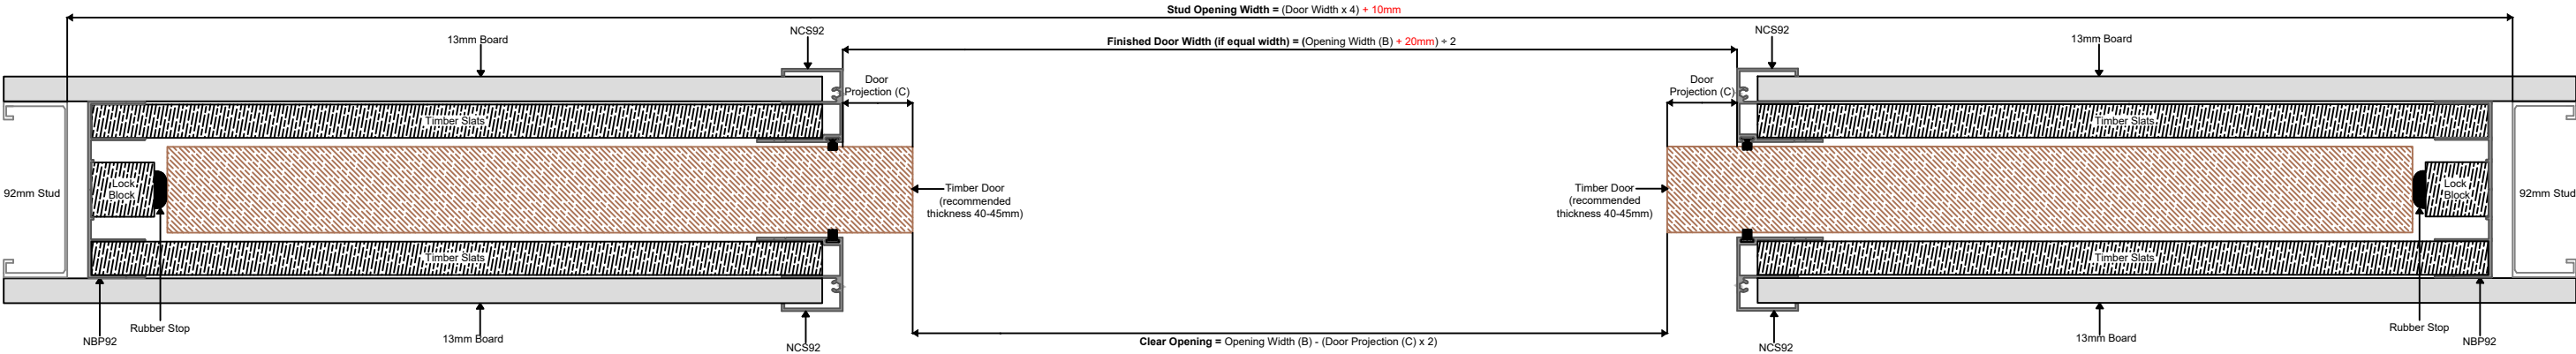 Stud Opening Width = (Door Width x 4) + 10mm
NCS92
NCS92
13mm Board
Finished Door Width (if equal width) = (Opening Width (B) + 20mm) ÷ 2
13mm Board
Door
Projection (C)
Door
Projection (C)
Timber Slats
Timber Slats
92mm Stud
Lock
Block
Timber Door
(recommended
thickness 40-45mm)
Timber Door
(recommended
thickness 40-45mm)
Lock
Block
92mm Stud
Timber Slats
Timber Slats
Rubber Stop
Rubber Stop
NBP92
13mm Board
NCS92
Clear Opening = Opening Width (B) - (Door Projection (C) x 2)
NCS92
13mm Board
NBP92